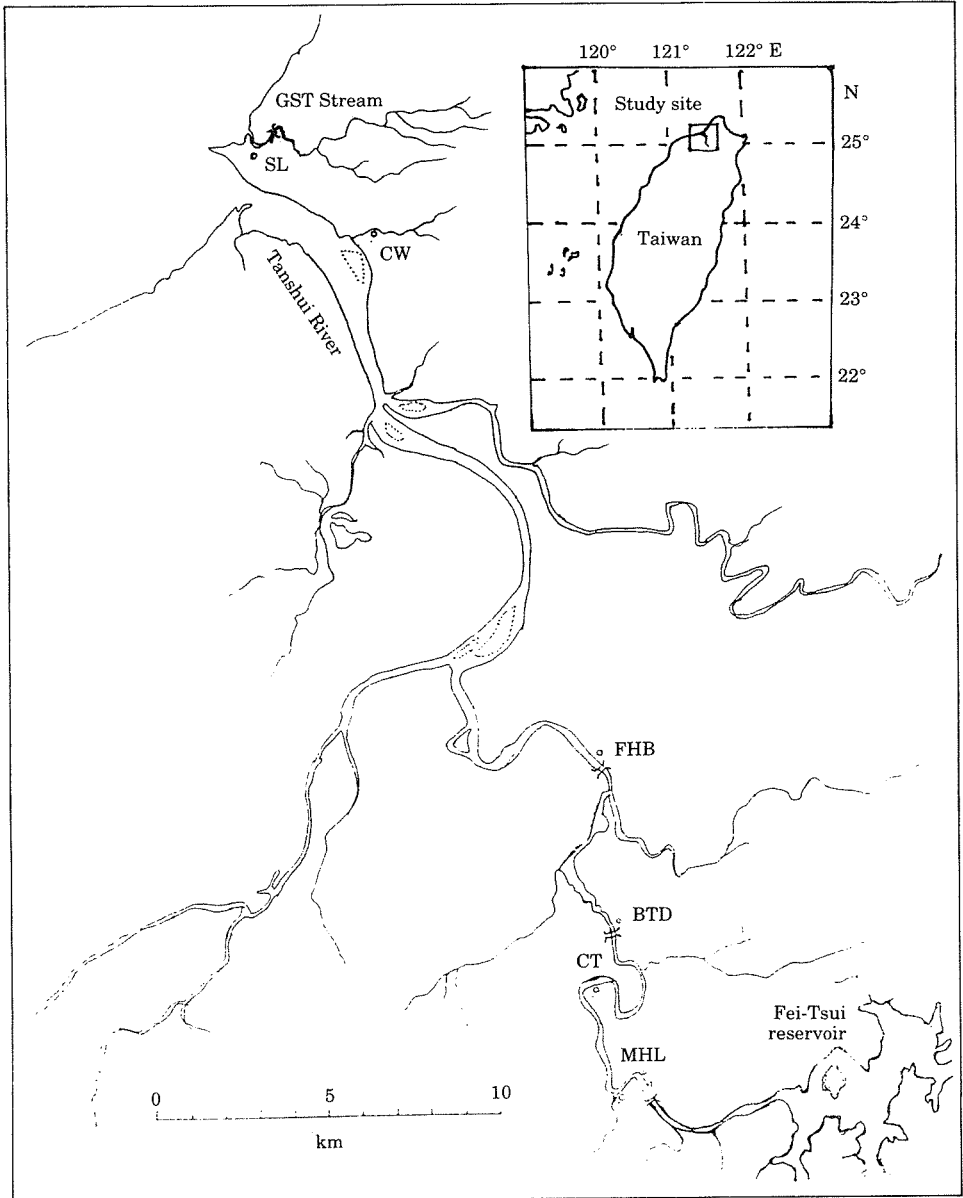 120° 121° 122° E
N
GST Stream
Study site
SL
25°
CW
24°
Taiwan
Tanshui River
23°
22°
FHB
BTD
CT
Fei-Tsui
reservoir
MHL
0 5 10
km